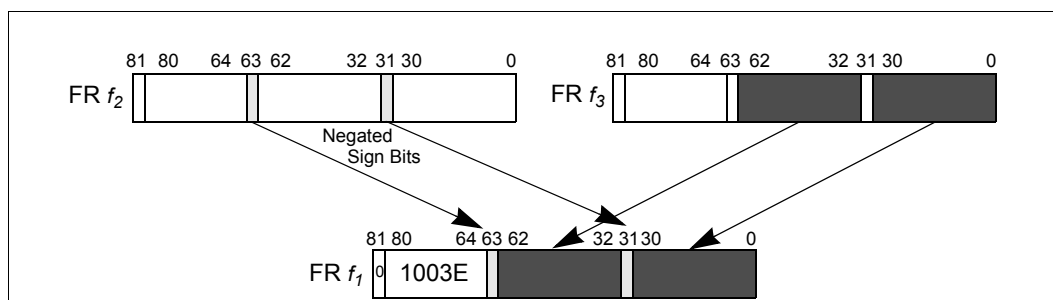 81 80 64 63 62 32 31 30 0
FR f2
81 80 64 63 62 32 31 30 0
FR f3
Negated
Sign Bits
81 80 64 63 62 32 31 30 0
FR f1 0 1003E